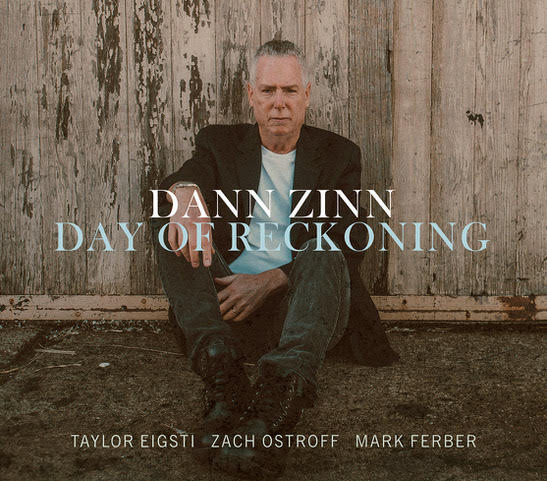 DANN ZINN
DAY OF RECKONING
TAYLOR EIGSTI ZACH OSTROFF MARK FERBER